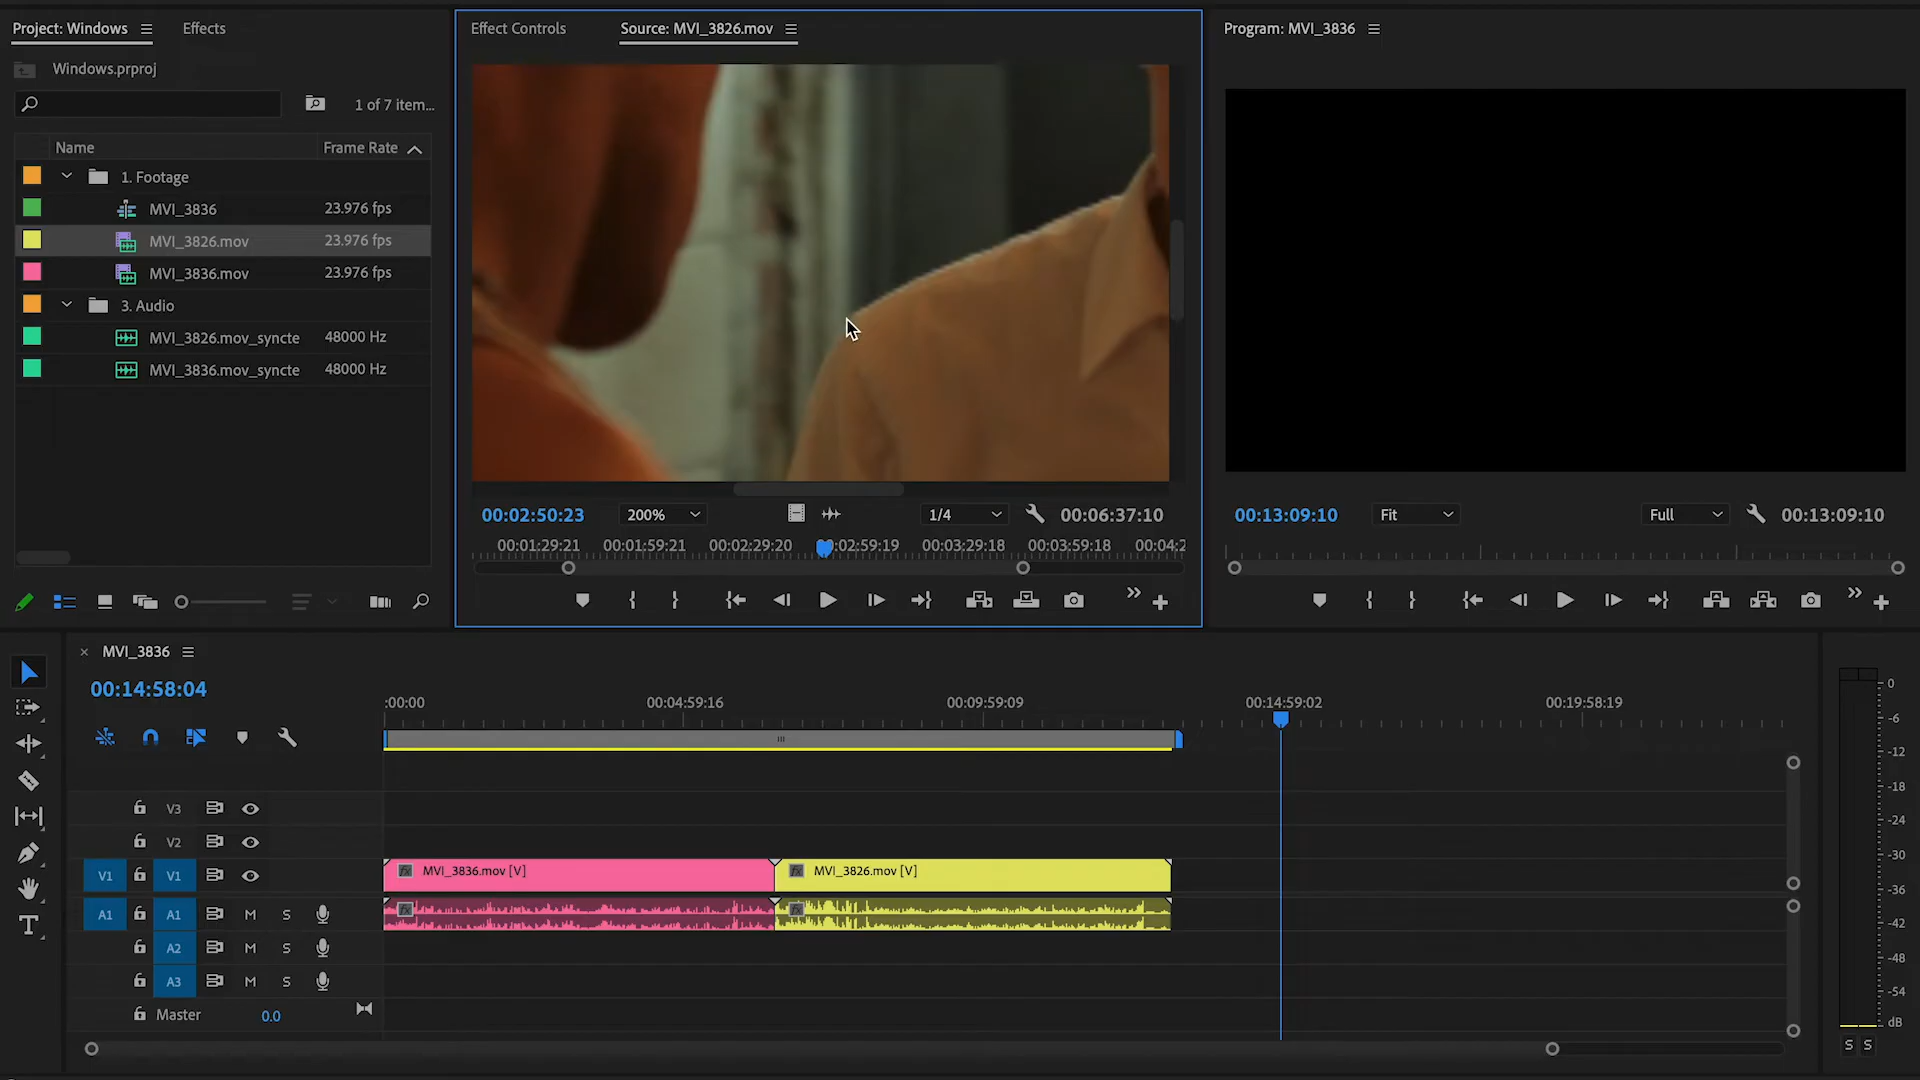 Project: Windows
Effects
Windows.prproj
1 of 7 item...
Name
Frame Rate
1. Footage
MVI_3836
23.976 fps
MVI_3826.mov
23.976 fps
MVI_3836.mov
23.976 fps
3. Audio
MVI_3826.mov_syncte
48000 Hz
MVI_3836.mov_syncte
48000 Hz
Effect Controls
Source: MVI_3826.mov
00:02:50:23
200%
1/4
00:06:37:10
00:01:29:21
00:01:59:21
00:02:29:20
:02:59:19
00:03:29:18
00:03:59:18
00:04:2
Program: MVI_3836
00:13:09:10
Fit
Full
00:13:09:10
× MVI_3836
00:14:58:04
:00:00
00:04:59:16
00:09:59:09
00:14:59:02
00:19:58:19
V3
V2
V1
V1
fx MVI_3836.mov [V]
fx MVI_3826.mov [V]
A1
A1
M
S
A2
M
S
A3
M
S
Master
0.0
0
-6
-12
-18
-24
-30
-36
-42
-48
-54
dB
S S